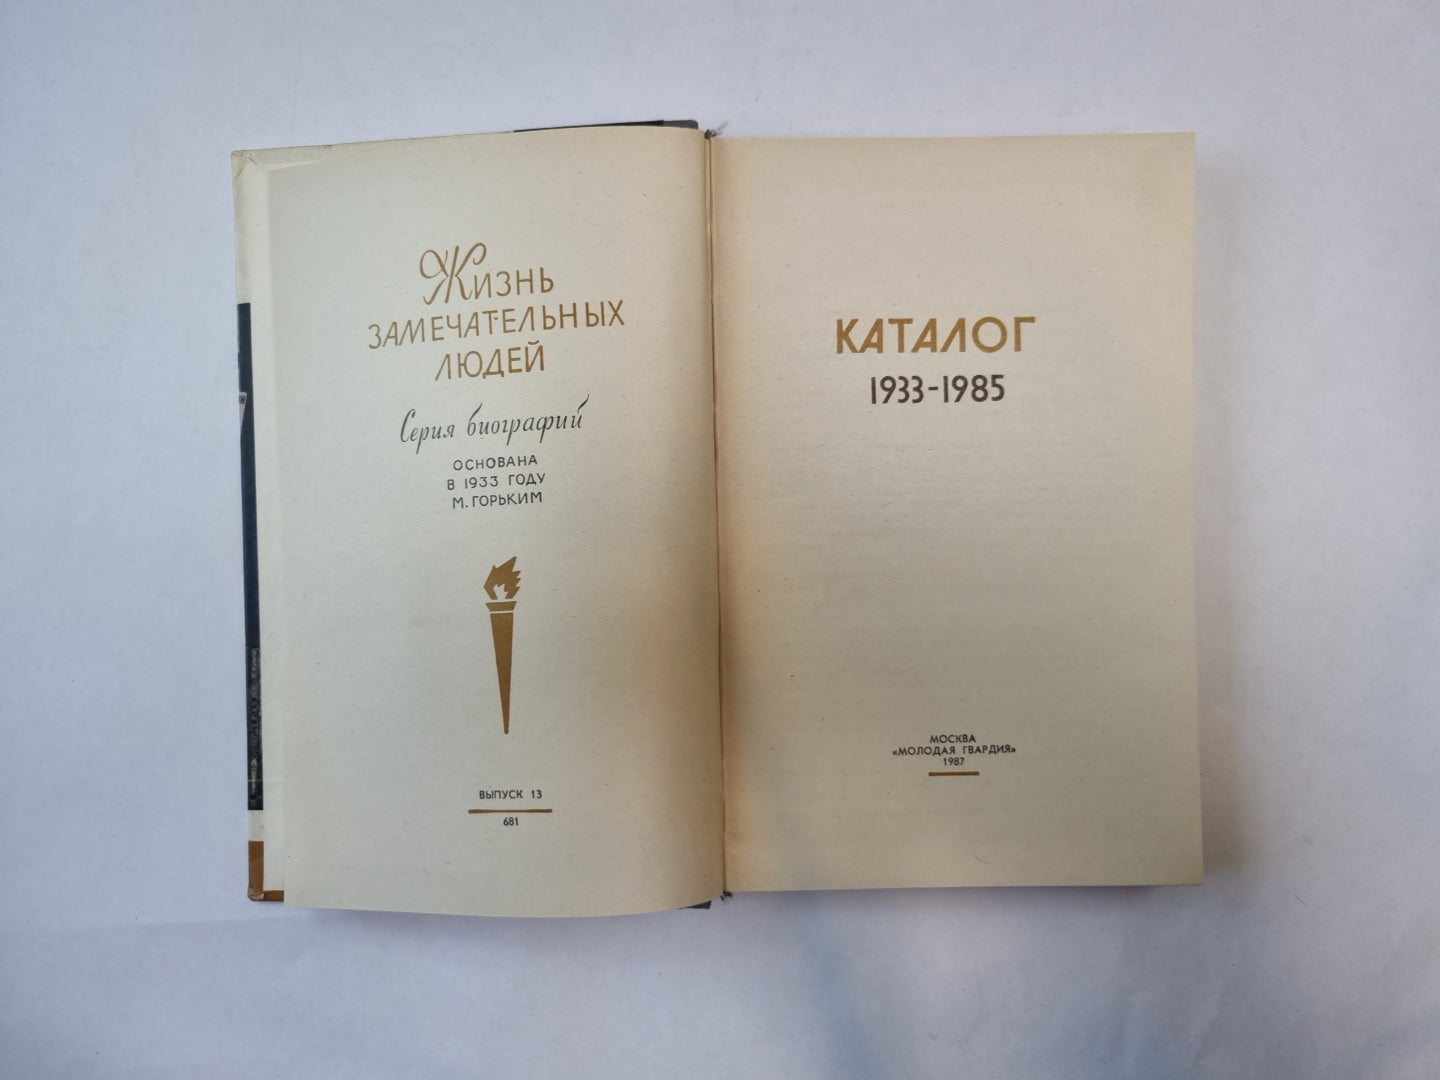 Жизнь
ЗАМЕЧАТЕЛЬНЫХ
ЛЮДЕЙ
Серия биографий
ОСНОВАНА
В 1933 ГОДУ
М. ГОРЬКИМ
ВЫПУСК 13
681
КАТАЛОГ
1933-1985
МОСКВА
«МОЛОДАЯ ГВАРДИЯ»
1987